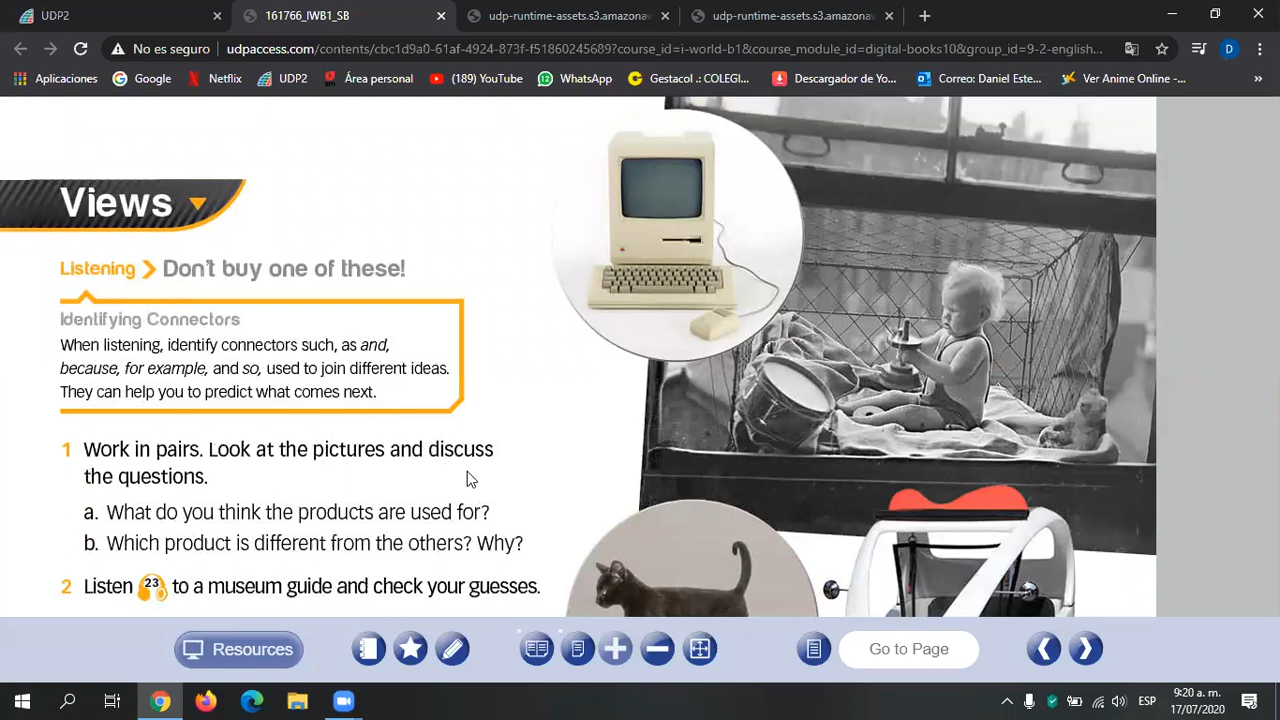 UDP2
161766_IWB1_SB
udp-runtime-assets.s3.amazonaw
udp-runtime-assets.s3.amazonaw
No es seguro
udpaccess.com/contents/cbc1d9a0-61af-4924-873f-f51860245689?course_id=i-world-b1&course_module_id=digital-books10&group_id=9-2-english...
D
Aplicaciones
Google
Netflix
UDP2
Área personal
(189) YouTube
12 WhatsApp
Gestacol .: COLEGI...
Descargador de Yo...
Correo: Daniel Este...
Ver Anime Online -...
»
Views
Listening Don't buy one of these!
Identifying Connectors
When listening, identify connectors such, as and,
because, for example, and so, used to join different ideas.
They can help you to predict what comes next.
1 Work in pairs. Look at the pictures and discuss
the questions.
a. What do you think the products are used for?
b. Which product is different from the others? Why?
2 Listen 23 to a museum guide and check your guesses.
Resources
Go to Page
ESP
9:20 a. m.
17/07/2020